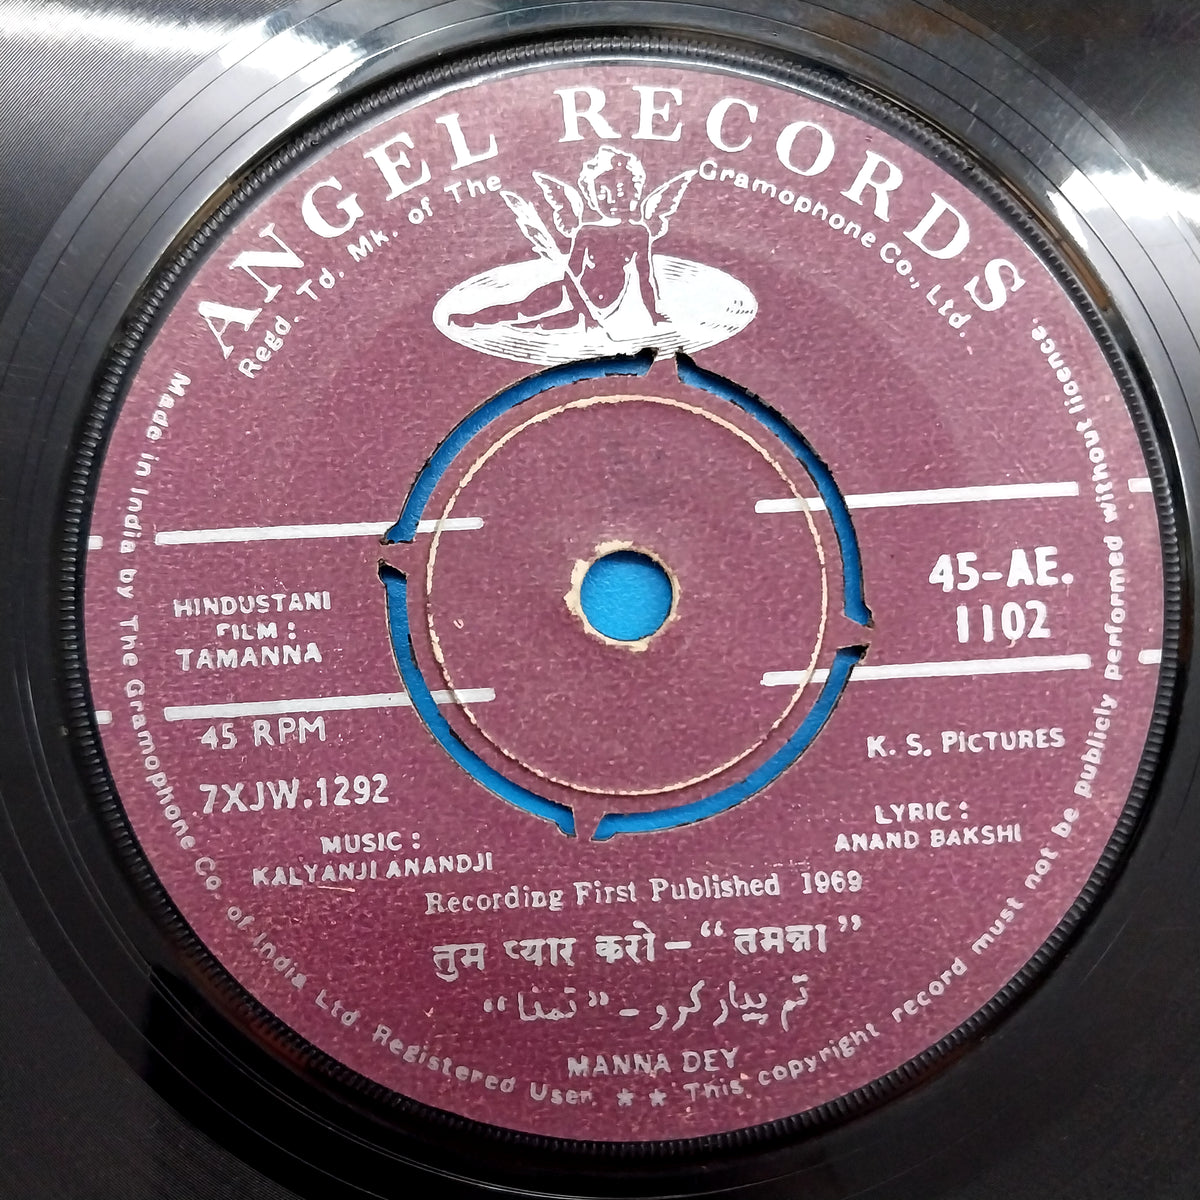 ANGEL RECORDS
Regd. Td. Mk. of The Gramophone Co., Ltd.
HINDUSTANI
FILM :
TAMANNA
45-AE.
1102
45 RPM
7XJW.1292
K. S. PICTURES
MUSIC :
KALYANJI ANANDJI
LYRIC :
ANAND BAKSHI
Recording First Published 1969
तुम प्यार करो – “तमन्ना”
تم پیار کرو - “تمنا”
MANNA DEY
Made in India by The Gramophone Co. of India Ltd. Registered User. ★ ★ This copyright record must not be publicly performed without licence.